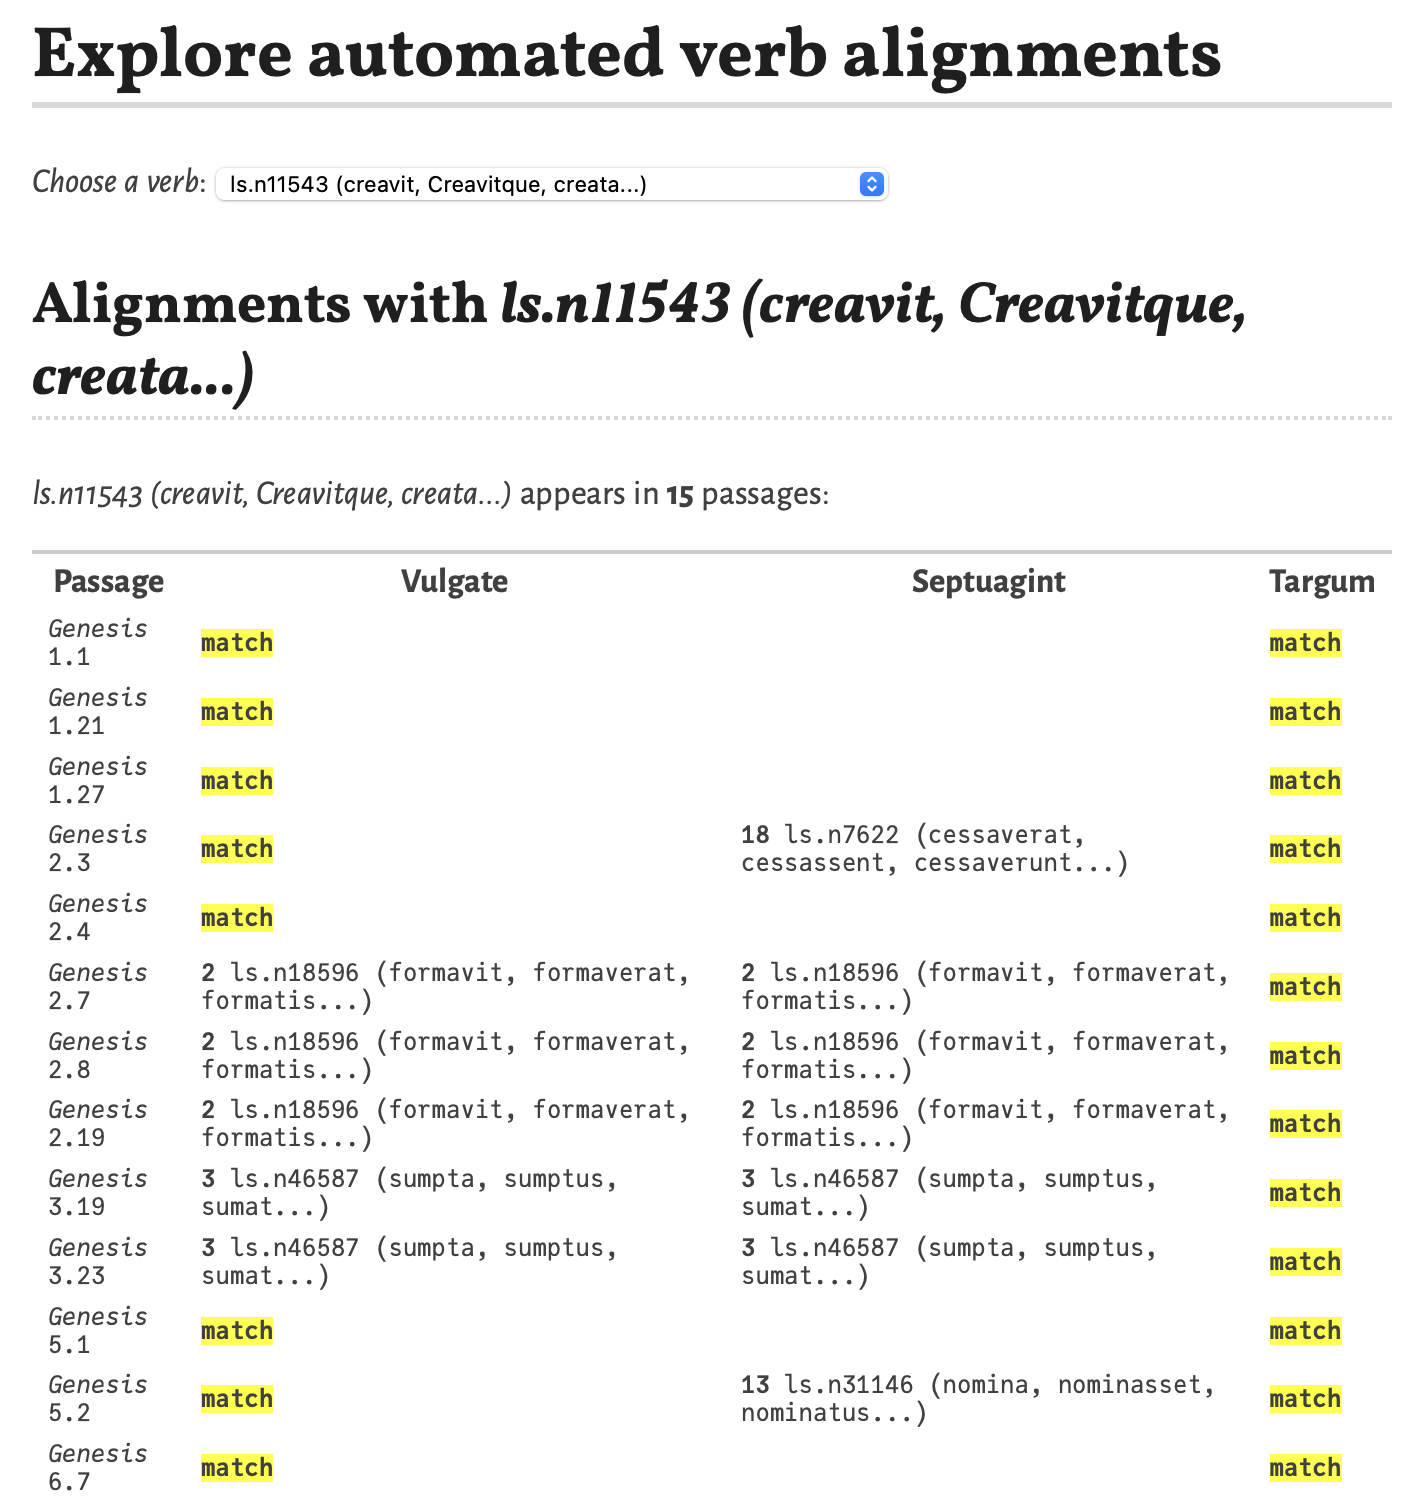 Explore automated verb alignments
Choose a verb: ls.n11543 (creavit, Creavitque, creata...)
Alignments with ls.n11543 (creavit, Creavitque,
creata...)
ls.n11543 (creavit, Creavitque, creata...) appears in 15 passages:
Passage Vulgate Septuagint Targum
Genesis
1.1
match match
Genesis
1.21
match match
Genesis
1.27
match match
Genesis
2.3
match 18 ls.n7622 (cessaverat,
cessassent, cessaverunt...)
match
Genesis
2.4
match match
Genesis
2.7
2 ls.n18596 (formavit, formaverat,
formatis...)
2 ls.n18596 (formavit, formaverat,
formatis...)
match
Genesis
2.8
2 ls.n18596 (formavit, formaverat,
formatis...)
2 ls.n18596 (formavit, formaverat,
formatis...)
match
Genesis
2.19
2 ls.n18596 (formavit, formaverat,
formatis...)
2 ls.n18596 (formavit, formaverat,
formatis...)
match
Genesis
3.19
3 ls.n46587 (sumpta, sumptus,
sumat...)
3 ls.n46587 (sumpta, sumptus,
sumat...)
match
Genesis
3.23
3 ls.n46587 (sumpta, sumptus,
sumat...)
3 ls.n46587 (sumpta, sumptus,
sumat...)
match
Genesis
5.1
match match
Genesis
5.2
match 13 ls.n31146 (nomina, nominasset,
nominatus...)
match
Genesis
6.7
match match